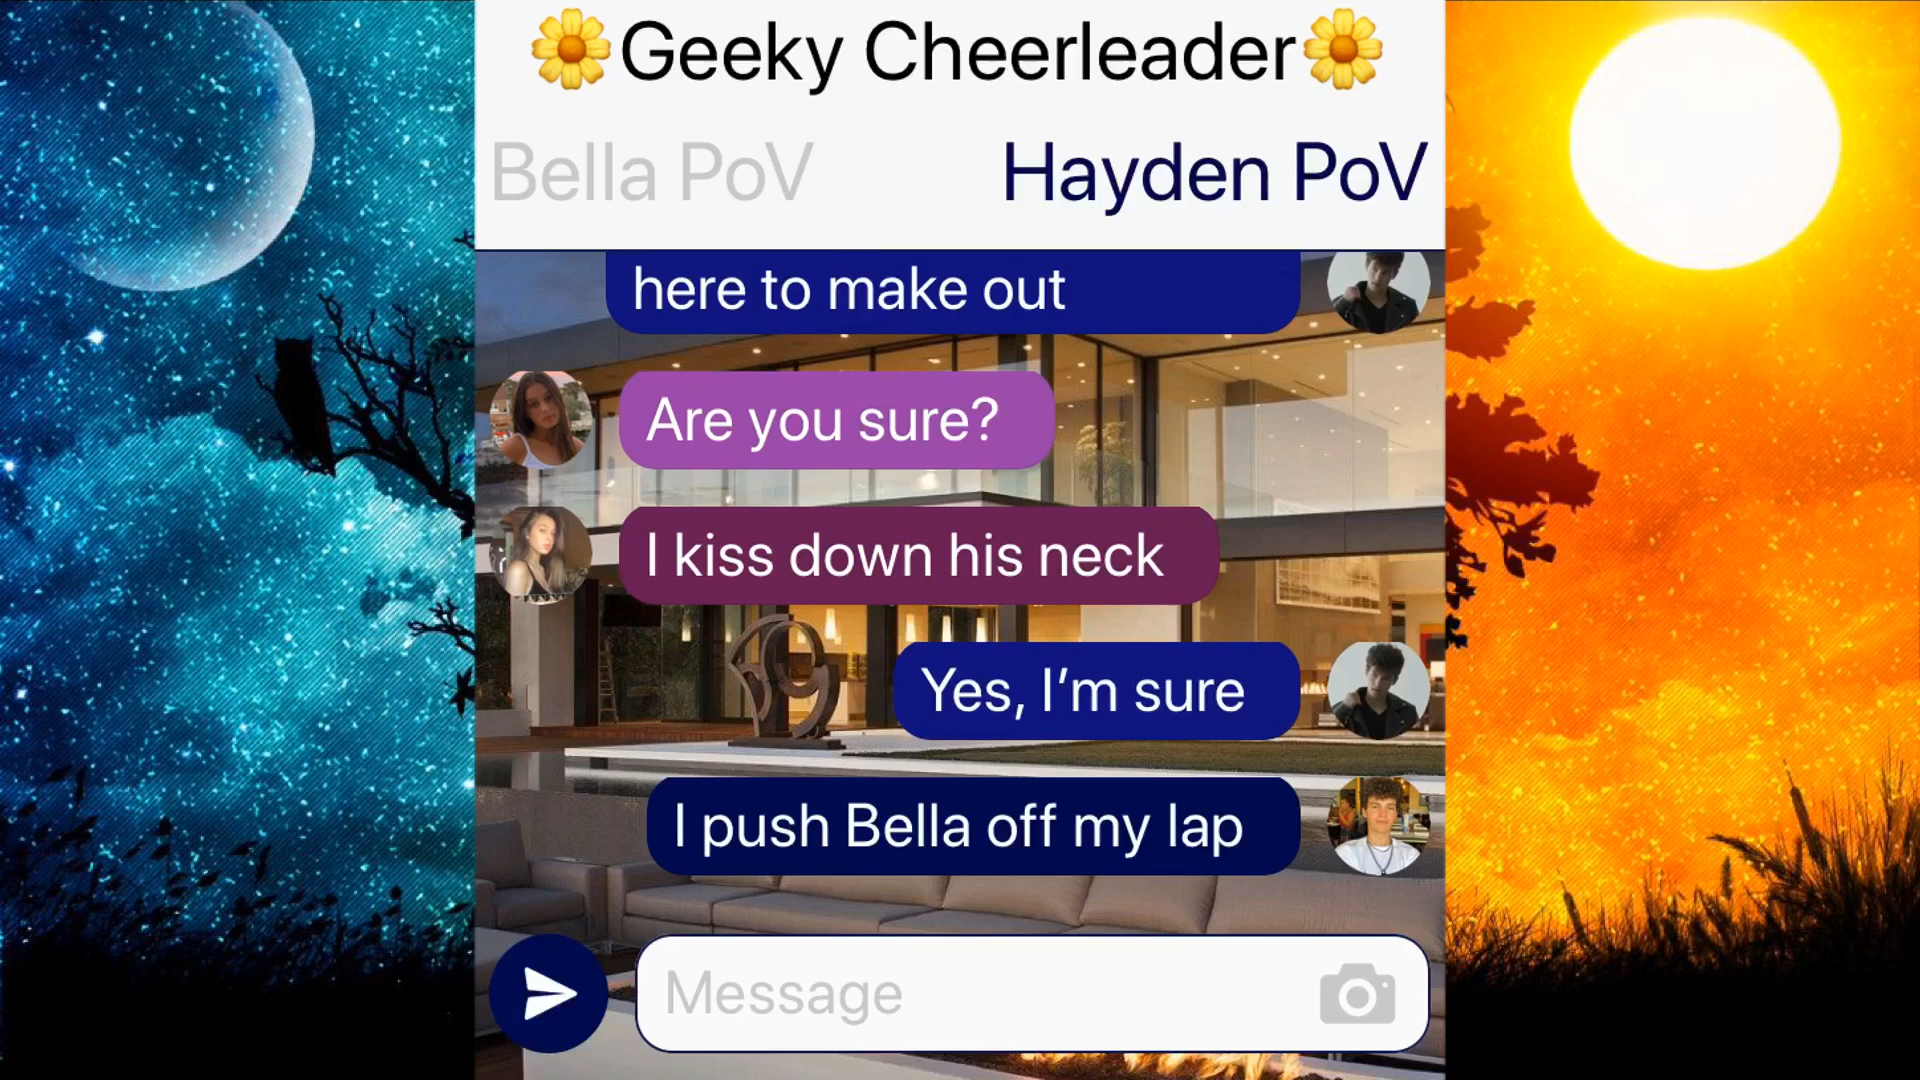 🌼Geeky Cheerleader🌼
Bella PoV
Hayden PoV
here to make out
Are you sure?
I kiss down his neck
Yes, I’m sure
I push Bella off my lap
Message